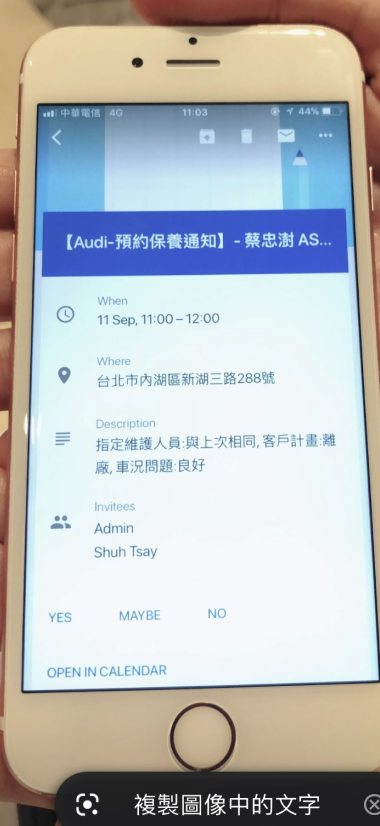 中華電信 4G 11:03 44%
【Audi-預約保養通知】- 蔡忠澍 AS...
When
11 Sep, 11:00 – 12:00
Where
台北市內湖區新湖三路288號
Description
指定維護人員:與上次相同, 客戶計畫:離
廠, 車況問題:良好
Invitees
Admin
Shuh Tsay
YES MAYBE NO
OPEN IN CALENDAR
複製圖像中的文字